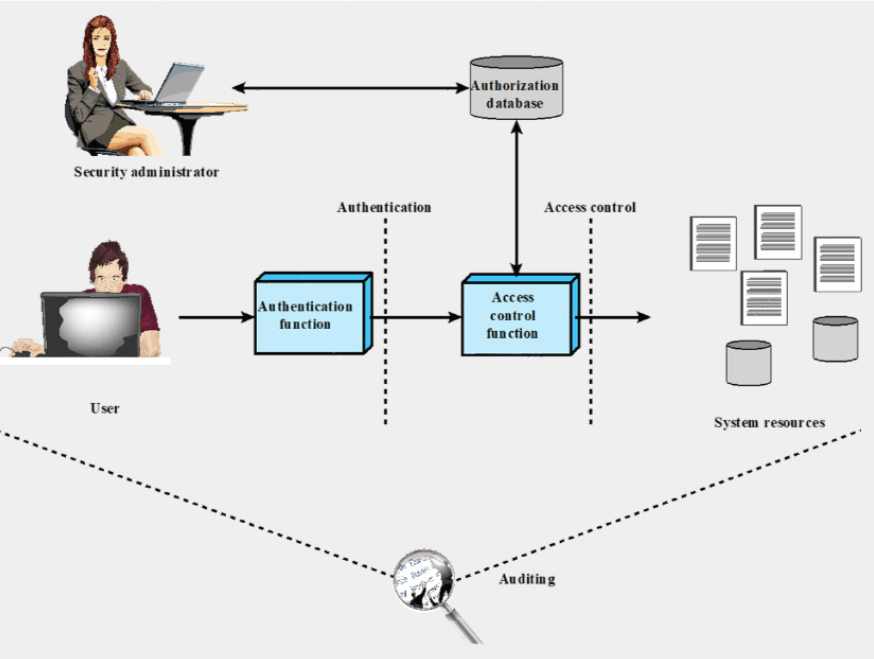 Authorization
database
Security administrator
Authentication
Access control
Authentication
function
Access
control
function
User
System resources
Auditing